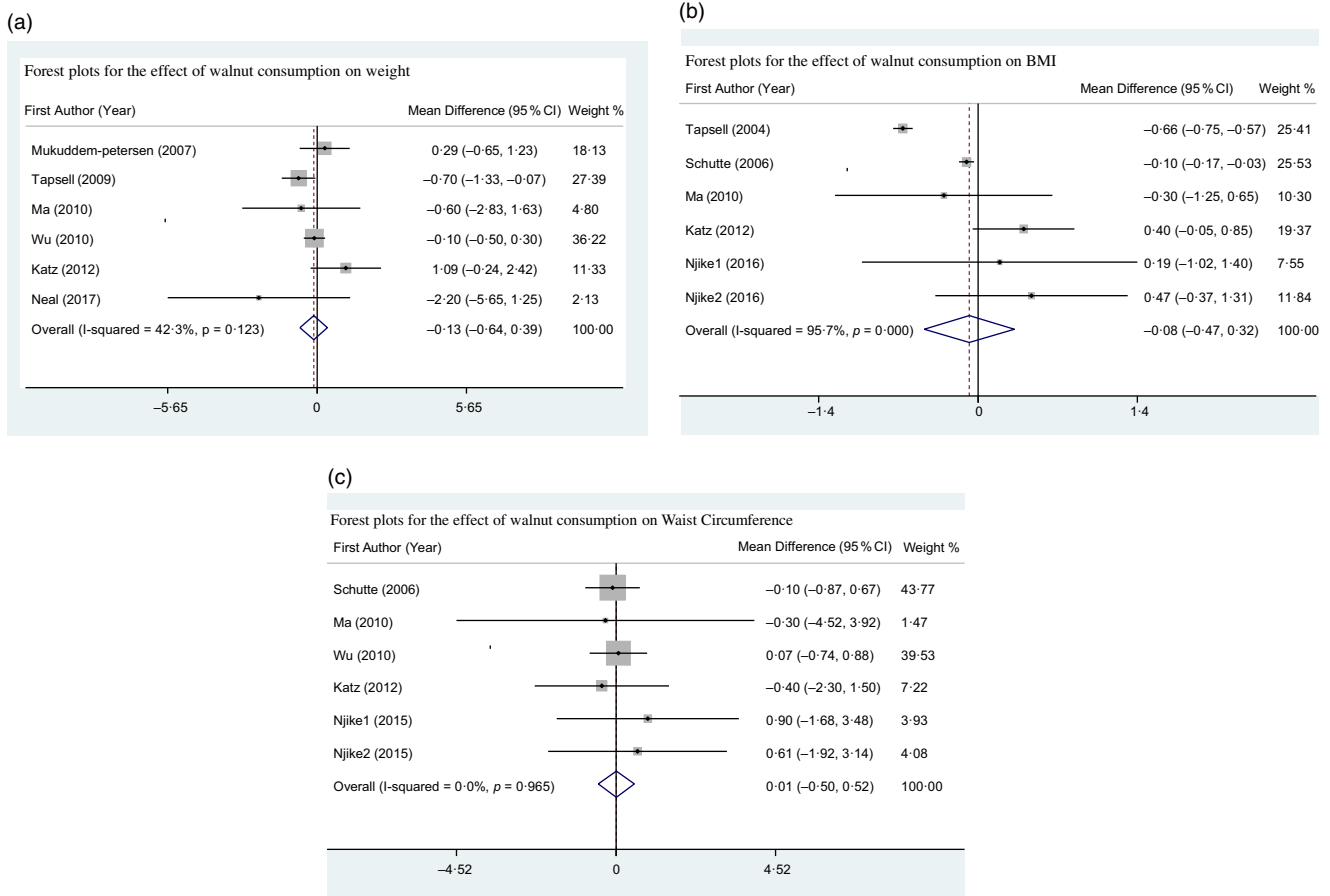 (a)
Forest plots for the effect of walnut consumption on weight
First Author (Year) Mean Difference (95 % CI) Weight %
Mukuddem-petersen (2007) 0·29 (–0·65, 1·23) 18·13
Tapsell (2009) –0·70 (–1·33, –0·07) 27·39
Ma (2010) –0·60 (–2·83, 1·63) 4·80
Wu (2010) –0·10 (–0·50, 0·30) 36·22
Katz (2012) 1·09 (–0·24, 2·42) 11·33
Neal (2017) –2·20 (–5·65, 1·25) 2·13
Overall (I-squared = 42·3%, p = 0·123) –0·13 (–0·64, 0·39) 100·00
–5·65 0 5·65
(b)
Forest plots for the effect of walnut consumption on BMI
First Author (Year) Mean Difference (95 % CI) Weight %
Tapsell (2004) –0·66 (–0·75, –0·57) 25·41
Schutte (2006) –0·10 (–0·17, –0·03) 25·53
Ma (2010) –0·30 (–1·25, 0·65) 10·30
Katz (2012) 0·40 (–0·05, 0·85) 19·37
Njike1 (2016) 0·19 (–1·02, 1·40) 7·55
Njike2 (2016) 0·47 (–0·37, 1·31) 11·84
Overall (I-squared = 95·7%, p = 0·000) –0·08 (–0·47, 0·32) 100·00
–1·4 0 1·4
(c)
Forest plots for the effect of walnut consumption on Waist Circumference
First Author (Year) Mean Difference (95 % CI) Weight %
Schutte (2006) –0·10 (–0·87, 0·67) 43·77
Ma (2010) –0·30 (–4·52, 3·92) 1·47
Wu (2010) 0·07 (–0·74, 0·88) 39·53
Katz (2012) –0·40 (–2·30, 1·50) 7·22
Njike1 (2015) 0·90 (–1·68, 3·48) 3·93
Njike2 (2015) 0·61 (–1·92, 3·14) 4·08
Overall (I-squared = 0·0%, p = 0·965) 0·01 (–0·50, 0·52) 100·00
–4·52 0 4·52